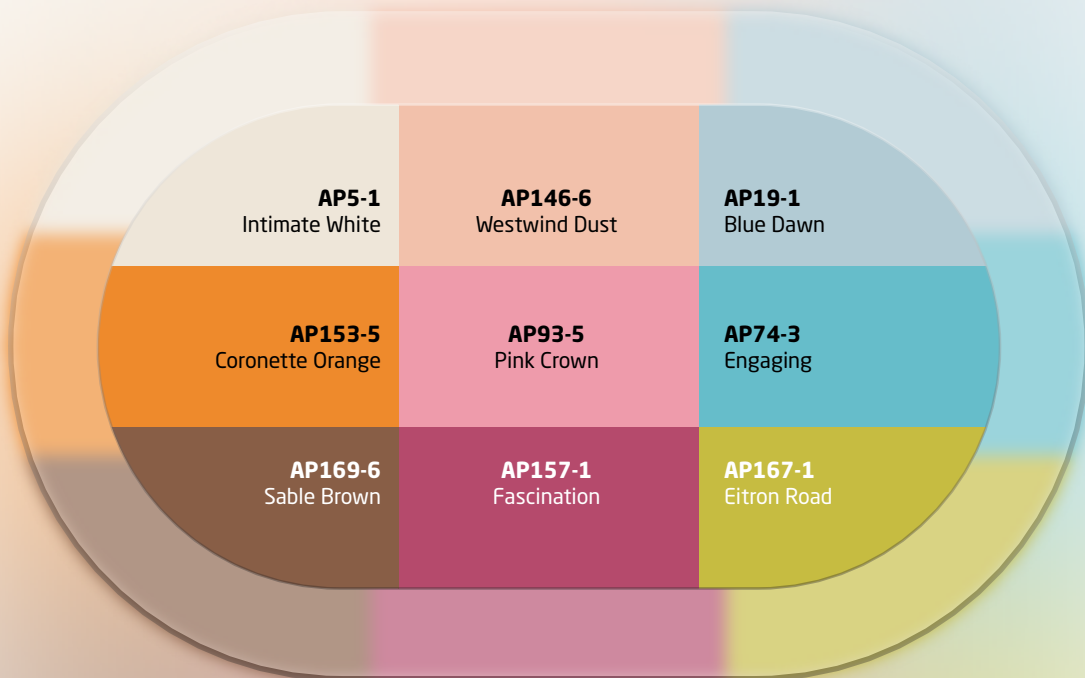 AP5-1
Intimate White
AP146-6
Westwind Dust
AP19-1
Blue Dawn
AP153-5
Coronette Orange
AP93-5
Pink Crown
AP74-3
Engaging
AP169-6
Sable Brown
AP157-1
Fascination
AP167-1
Eitron Road